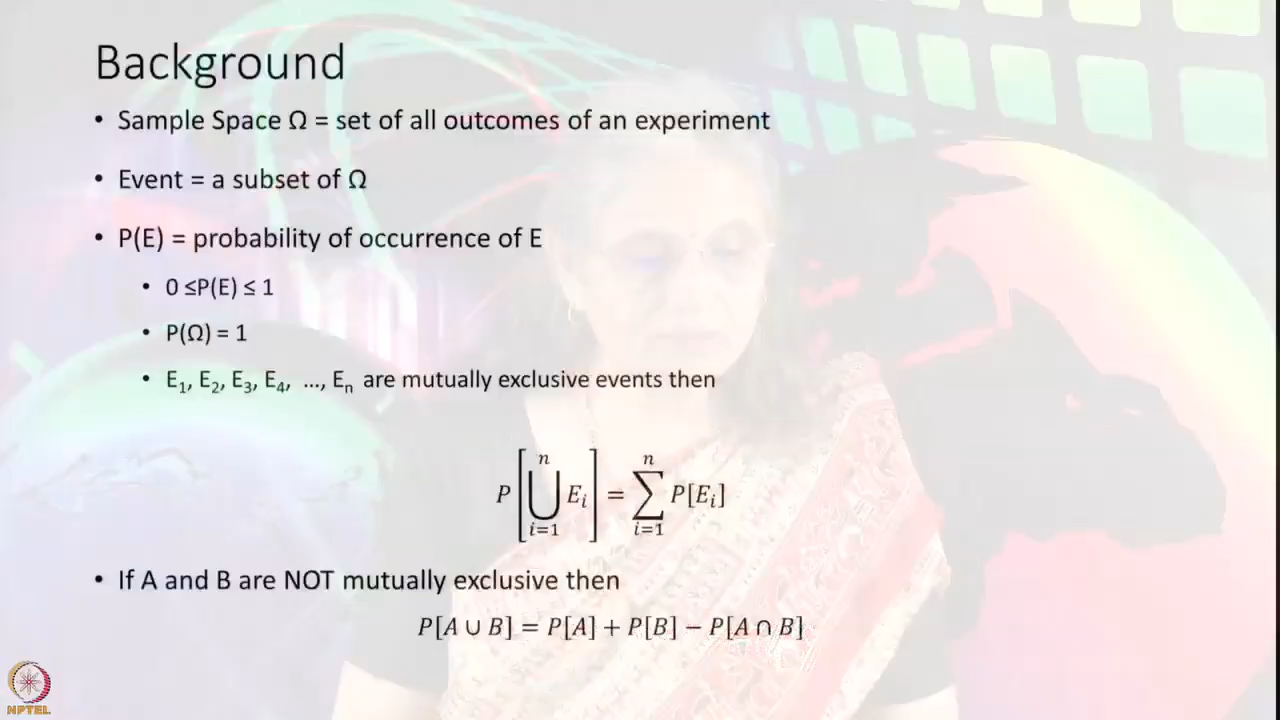 Background
• Sample Space Ω = set of all outcomes of an experiment
• Event = a subset of Ω
• P(E) = probability of occurrence of E
• 0 ≤P(E) ≤ 1
• P(Ω) = 1
• E₁, E₂, E₃, E₄, ..., Eₙ are mutually exclusive events then
P[⋃ᵢ₌₁ⁿ Eᵢ] = ∑ᵢ₌₁ⁿ P[Eᵢ]
• If A and B are NOT mutually exclusive then
P[A ∪ B] = P[A] + P[B] − P[A ∩ B]
NPTEL